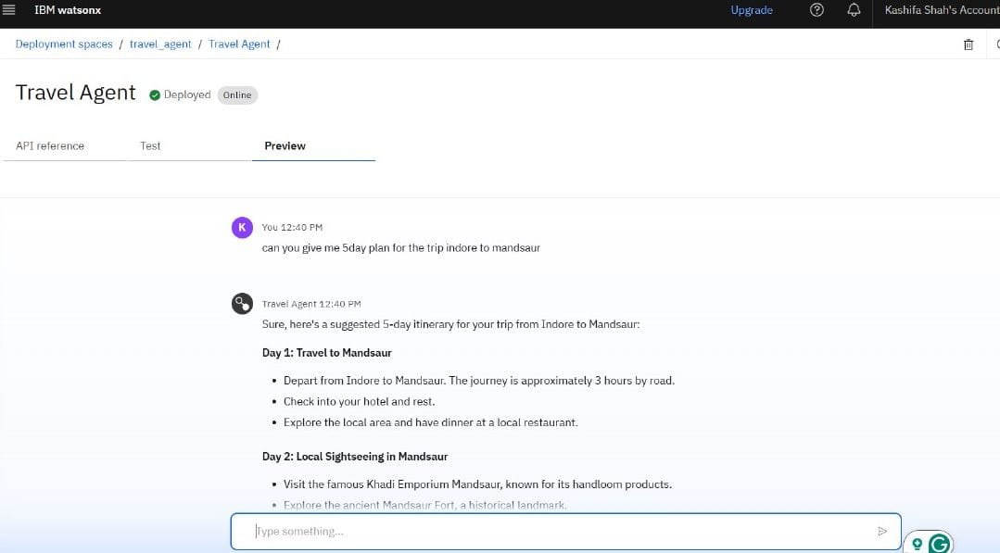 IBM watsonx
Upgrade
Kashifa Shah's Account
Deployment spaces / travel_agent / Travel Agent /
Travel Agent
Deployed
Online
API reference
Test
Preview
K
You 12:40 PM
can you give me 5day plan for the trip indore to mandsaur
Travel Agent 12:40 PM
Sure, here's a suggested 5-day itinerary for your trip from Indore to Mandsaur:
Day 1: Travel to Mandsaur
• Depart from Indore to Mandsaur. The journey is approximately 3 hours by road.
• Check into your hotel and rest.
• Explore the local area and have dinner at a local restaurant.
Day 2: Local Sightseeing in Mandsaur
• Visit the famous Khadi Emporium Mandsaur, known for its handloom products.
• Explore the ancient Mandsaur Fort, a historical landmark.
Type something...